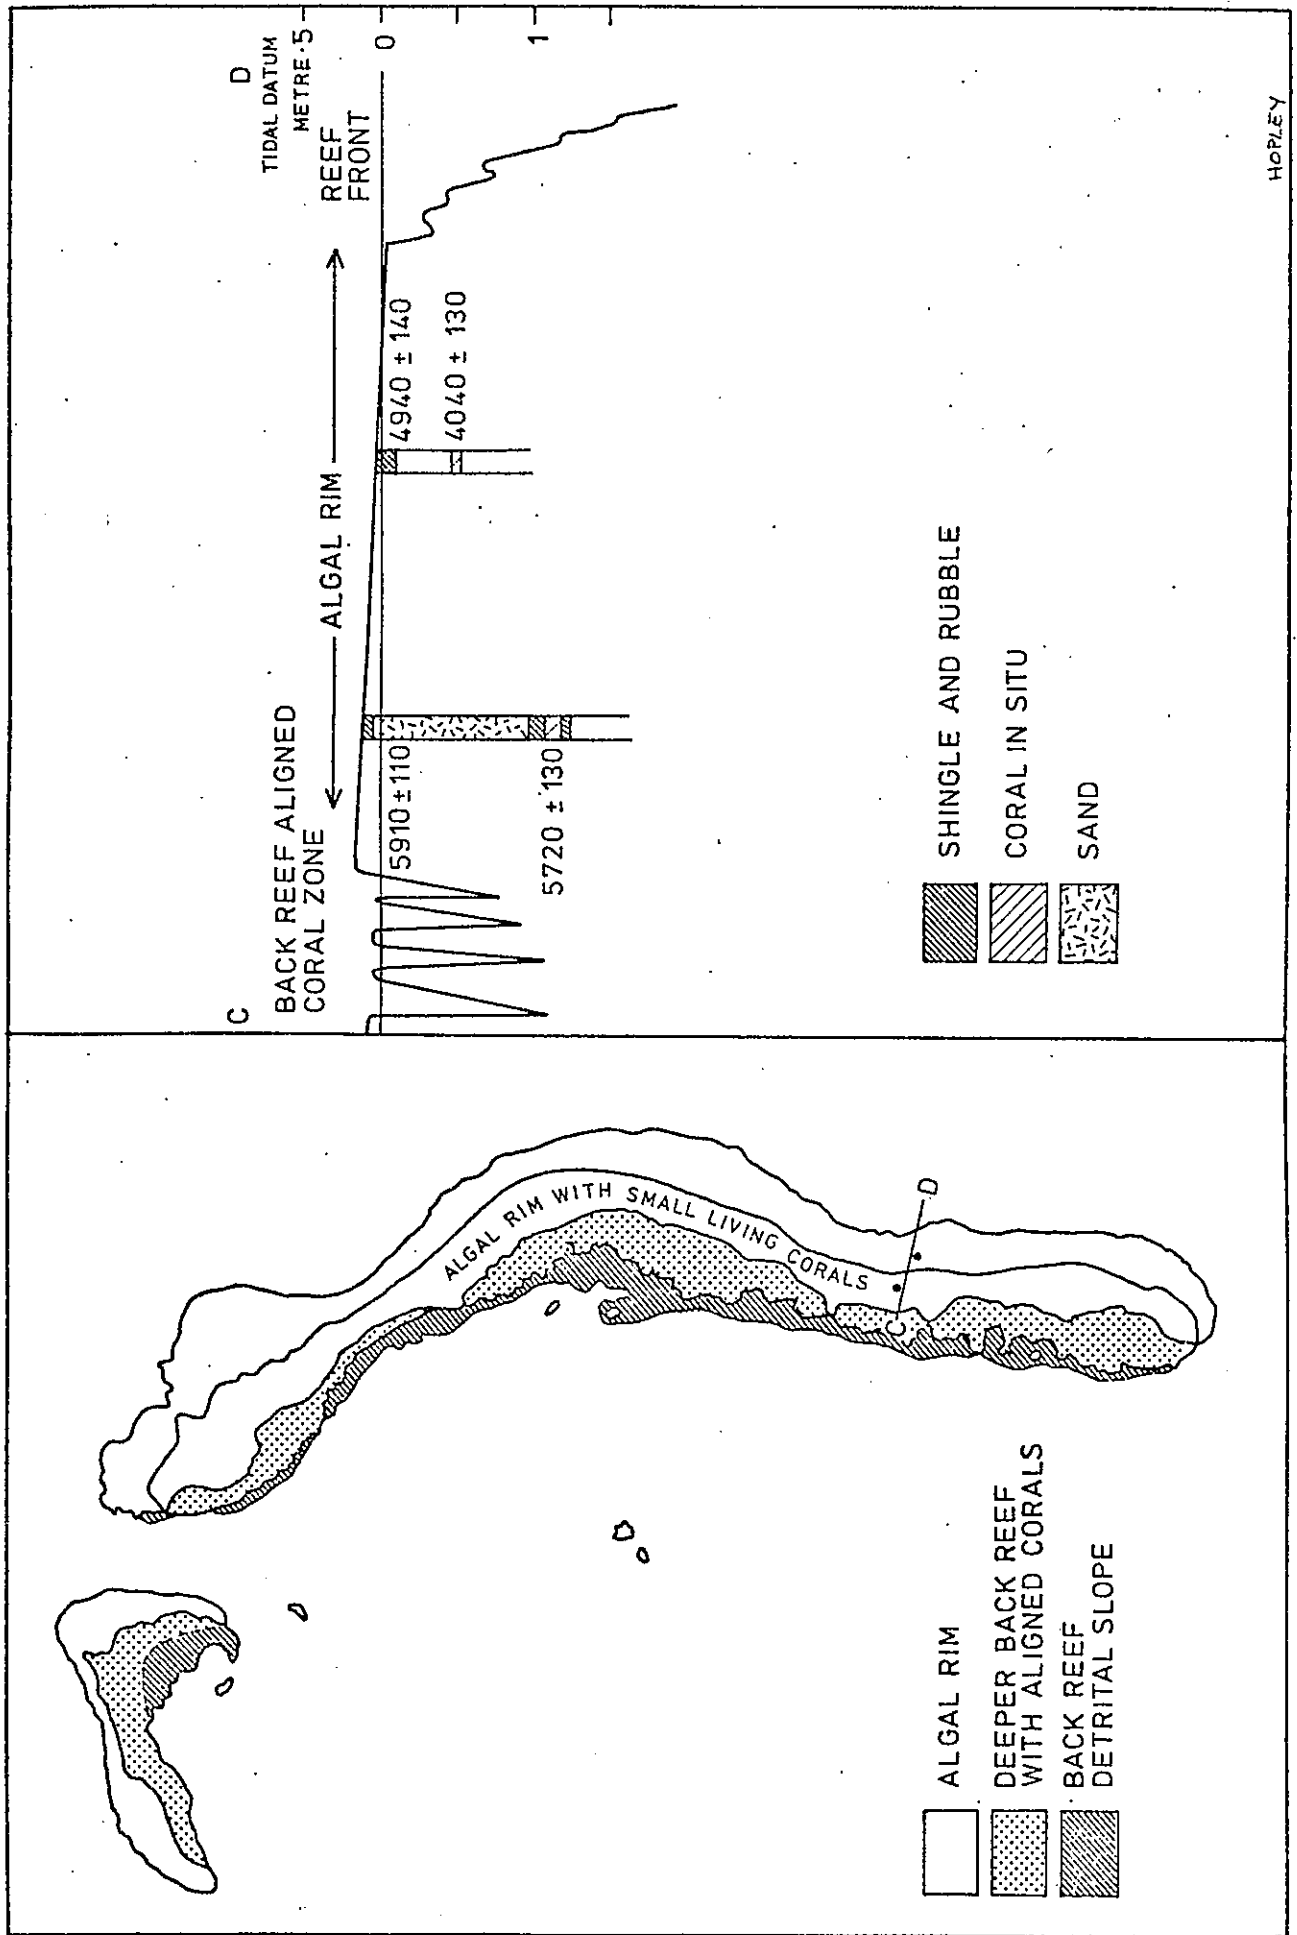 ALGAL RIM WITH SMALL LIVING CORALS
C
D
ALGAL RIM
DEEPER BACK REEF
WITH ALIGNED CORALS
BACK REEF
DETRITAL SLOPE
C
D
TIDAL DATUM
METRE·5
0
1
BACK REEF ALIGNED
CORAL ZONE
ALGAL RIM
REEF
FRONT
5910 ± 110
5720 ± 130
4940 ± 140
4040 ± 130
SHINGLE AND RUBBLE
CORAL IN SITU
SAND
HOPLEY